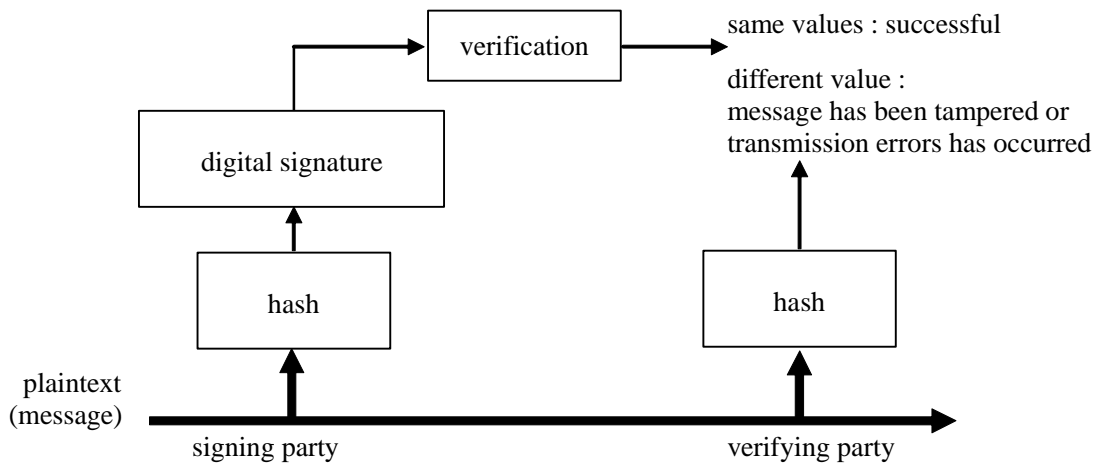 same values : successful
verification
different value :
message has been tampered or
transmission errors has occurred
digital signature
hash
hash
plaintext
(message)
signing party
verifying party